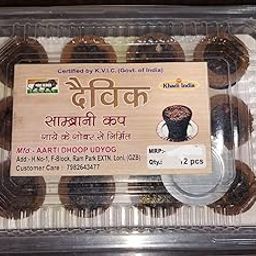 Certified by K.V.I.C. (Govt. of India)
दैविक
Khadi India
साम्ब्रानी कप
गाये के गोबर से निर्मित
Mfd - AARTI DHOOP UDYOG
Add - H.No-1, F-Block, Ram Park EXTN. Loni, (GZB)
Customer Care : 7982643477
MRP:-
Qty.: 12 pcs